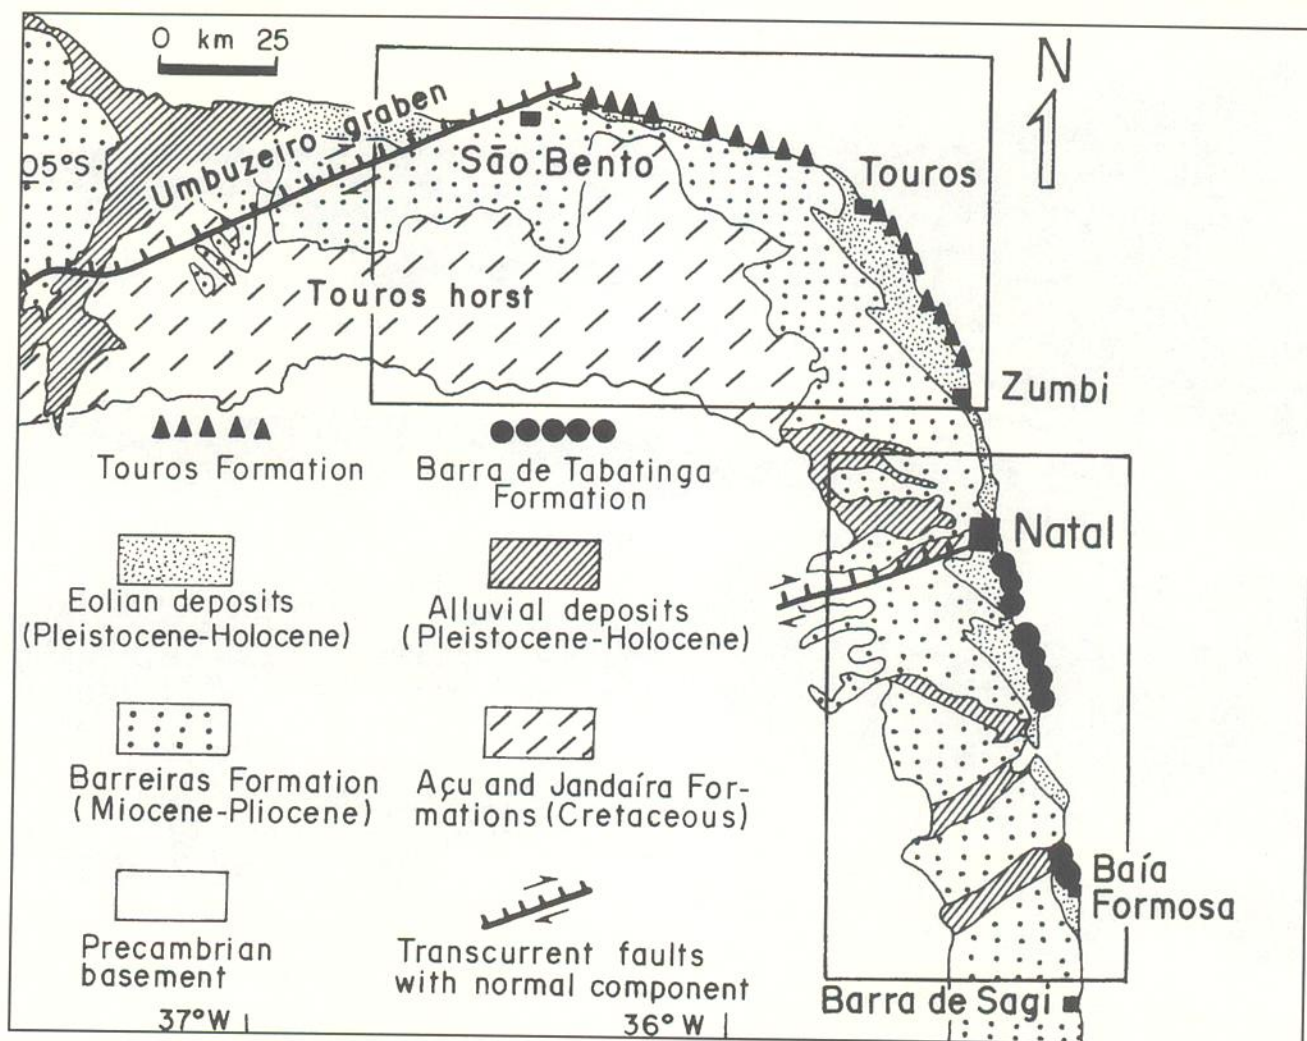 0 km 25
N
Umbuzeiro graben
05°S
São Bento
Touros
Touros horst
Zumbi
Touros Formation
Barra de Tabatinga
Formation
Natal
Eolian deposits
(Pleistocene-Holocene)
Alluvial deposits
(Pleistocene-Holocene)
Barreiras Formation
(Miocene-Pliocene)
Açu and Jandaíra For-
mations (Cretaceous)
Baía
Formosa
Precambrian
basement
Transcurrent faults
with normal component
Barra de Sagi
37°W
36°W